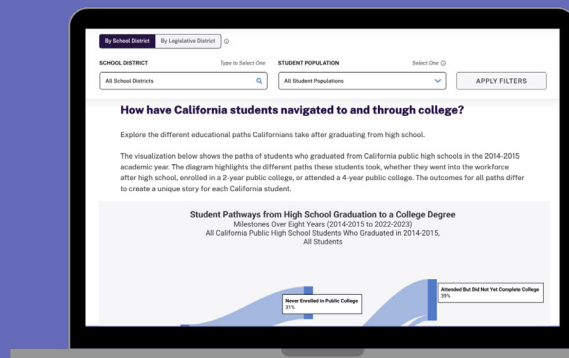 By School District By Legislative District
SCHOOL DISTRICT Type to Select One STUDENT POPULATION Select One
All School Districts All Student Populations APPLY FILTERS
How have California students navigated to and through college?
Explore the different educational paths Californians take after graduating from high school.
The visualization below shows the paths of students who graduated from California public high schools in the 2014-2015
academic year. The diagram highlights the different paths these students took, whether they went into the workforce
after high school, enrolled in a 2-year public college, or attended a 4-year public college. The outcomes for all paths differ
to create a unique story for each California student.
Student Pathways from High School Graduation to a College Degree
Milestones Over Eight Years (2014-2015 to 2022-2023)
All California Public High School Students Who Graduated in 2014-2015,
All Students
Attended But Did Not Yet Complete College
39%
Never Enrolled in Public College
31%